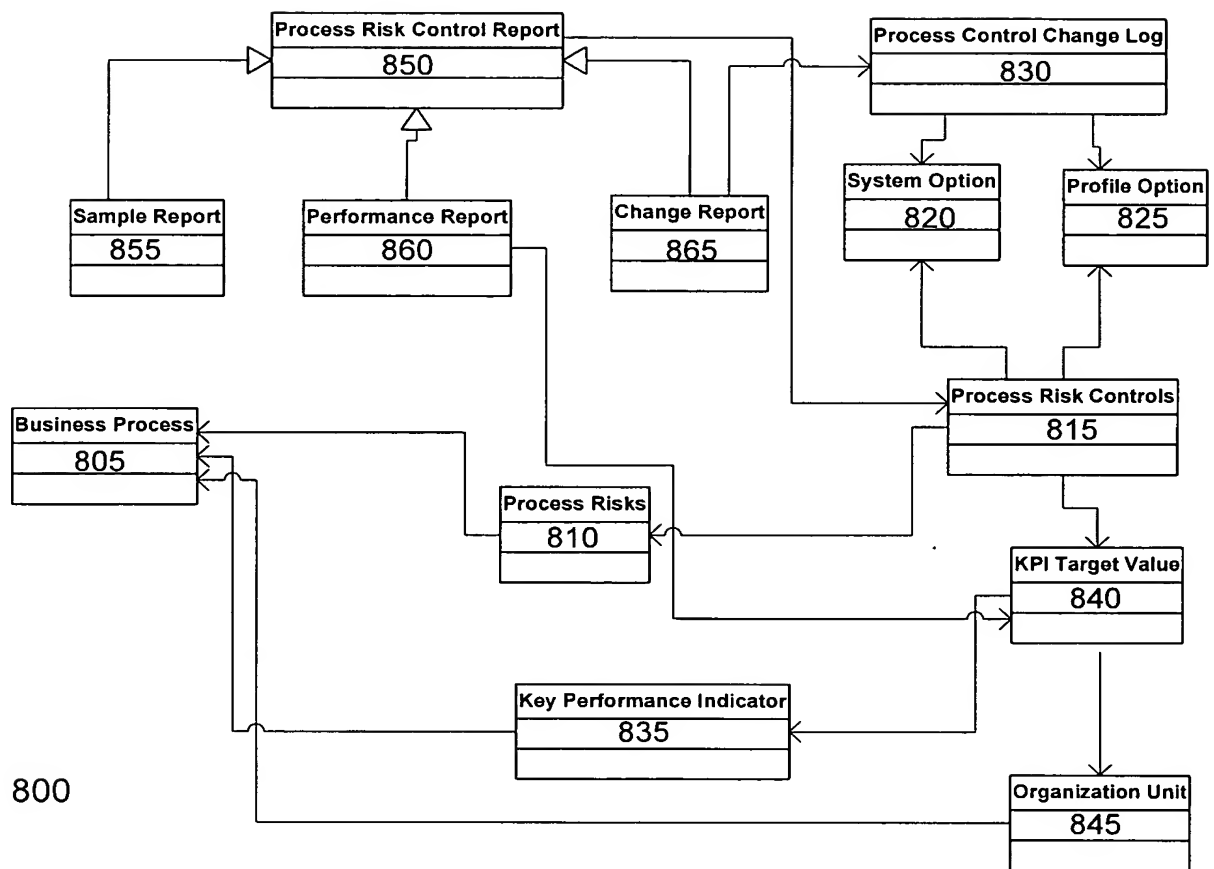 Process Risk Control Report
850
Process Control Change Log
830
System Option
820
Profile Option
825
Sample Report
855
Performance Report
860
Change Report
865
Process Risk Controls
815
Business Process
805
Process Risks
810
KPI Target Value
840
Key Performance Indicator
835
Organization Unit
845
800